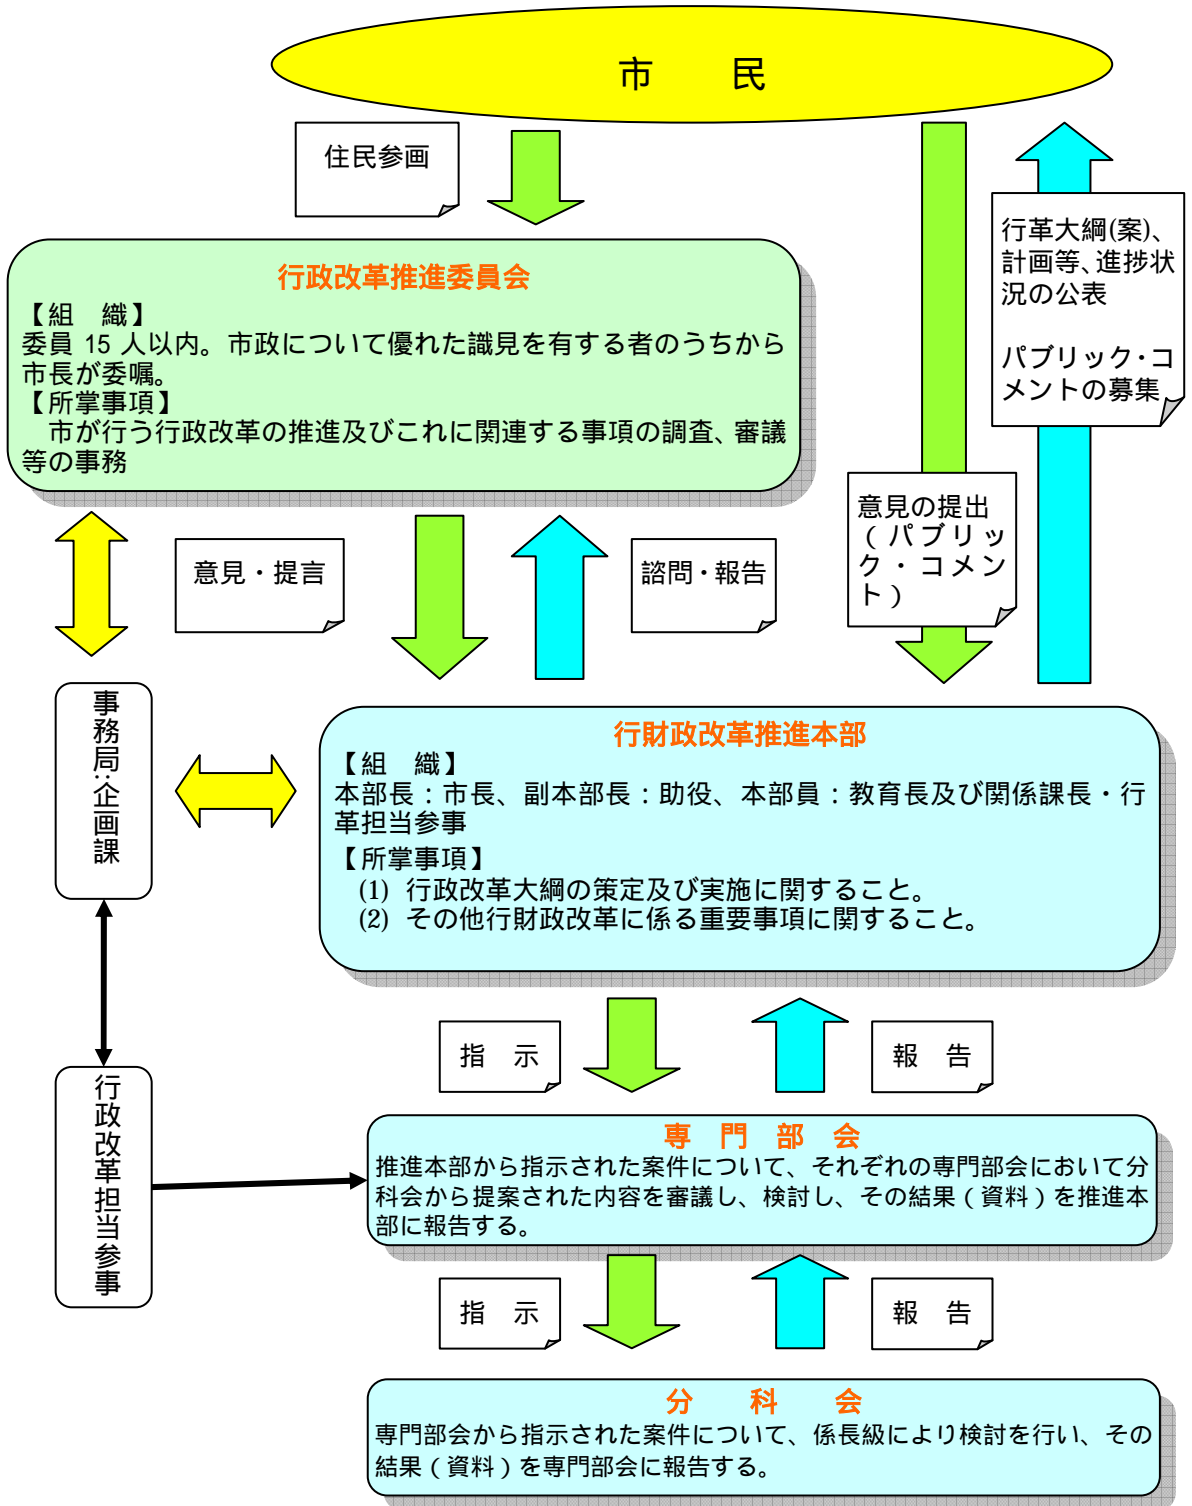 市　　民
住民参画
行革大綱(案)、
計画等、進捗状
況の公表
パブリック・コ
メントの募集
行政改革推進委員会
【組　織】
委員 15 人以内。市政について優れた識見を有する者のうちから
市長が委嘱。
【所掌事項】
　市が行う行政改革の推進及びこれに関連する事項の調査、審議
等の事務
意見の提出
（パブリッ
ク・コメン
ト）
意見・提言
諮問・報告
事務局：企画課
行財政改革推進本部
【組　織】
本部長：市長、副本部長：助役、本部員：教育長及び関係課長・行
革担当参事
【所掌事項】
(1) 行政改革大綱の策定及び実施に関すること。
(2) その他行財政改革に係る重要事項に関すること。
指　示
報　告
行政改革担当参事
専　門　部　会
推進本部から指示された案件について、それぞれの専門部会において分
科会から提案された内容を審議し、検討し、その結果（資料）を推進本
部に報告する。
指　示
報　告
分　科　会
専門部会から指示された案件について、係長級により検討を行い、その
結果（資料）を専門部会に報告する。